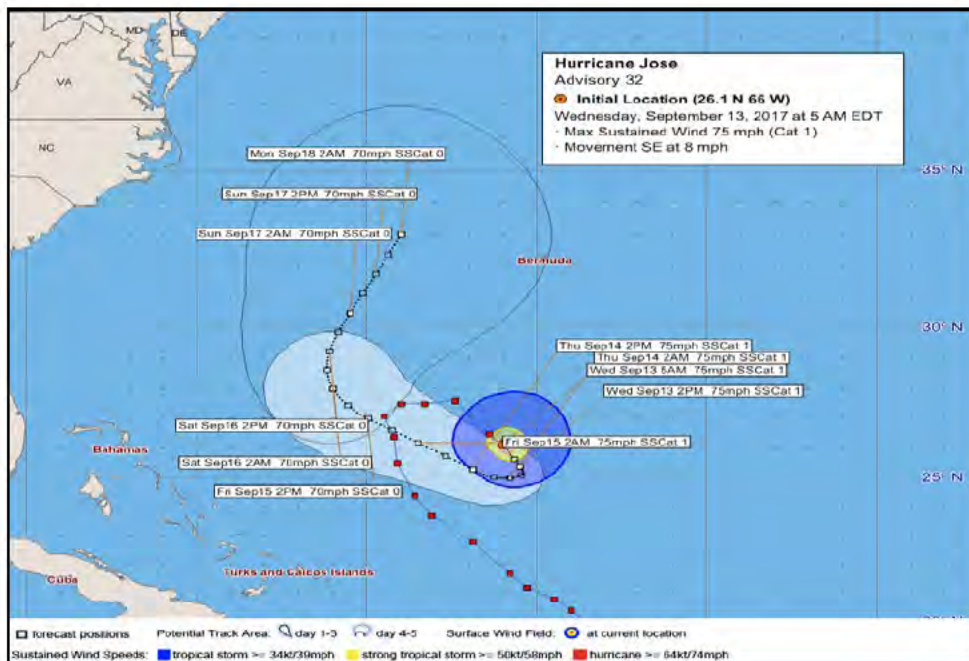 MD
DE
VA
NC
Hurricane Jose
Advisory 32
Initial Location (26.1 N 66 W)
Wednesday, September 13, 2017 at 5 AM EDT
· Max Sustained Wind 75 mph (Cat 1)
· Movement SE at 8 mph
Mon Sep18 2AM 70mph SSCat 0
35° N
Sun Sep17 2PM 70mph SSCat 0
Sun Sep17 2AM 70mph SSCat 0
Bermuda
30° N
Thu Sep14 2PM 75mph SSCat 1
Thu Sep14 2AM 75mph SSCat 1
Wed Sep13 5AM 75mph SSCat 1
Wed Sep13 2PM 75mph SSCat 1
Sat Sep16 2PM 70mph SSCat 0
Fri Sep15 2AM 75mph SSCat 1
Bahamas
Sat Sep16 2AM 70mph SSCat 0
25° N
Fri Sep15 2PM 70mph SSCat 0
Turks and Caicos Islands
Cuba
forecast positions Potential Track Area: day 1-3 day 4-5 Surface Wind Field: at current location
Sustained Wind Speeds: tropical storm >= 34kt/39mph strong tropical storm >= 50kt/58mph hurricane >= 64kt/74mph